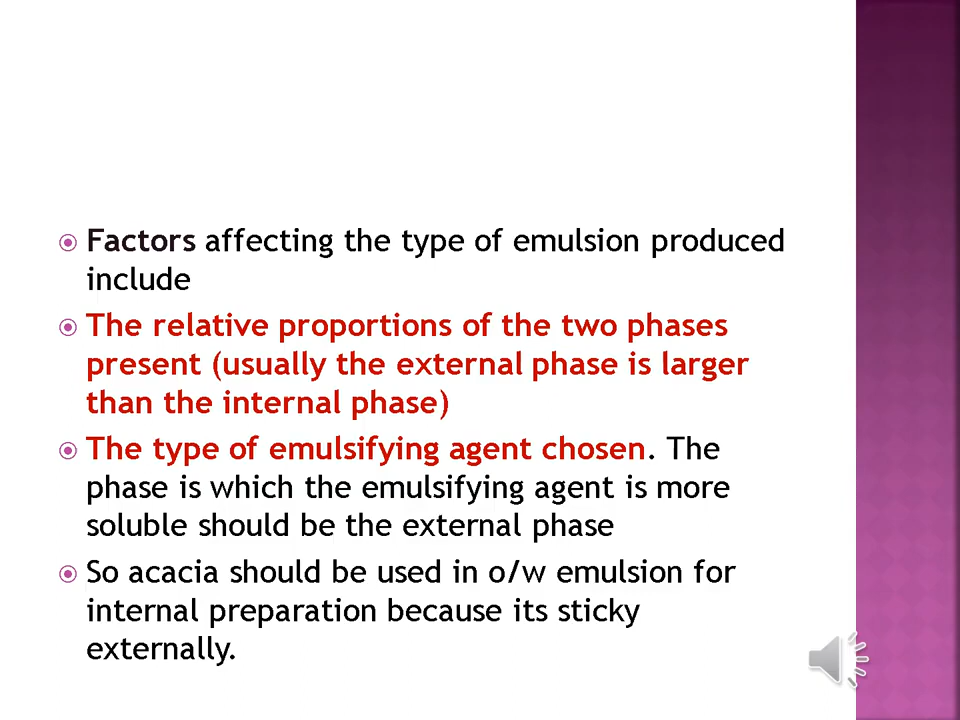 Factors affecting the type of emulsion produced
include
The relative proportions of the two phases
present (usually the external phase is larger
than the internal phase)
The type of emulsifying agent chosen. The
phase is which the emulsifying agent is more
soluble should be the external phase
So acacia should be used in o/w emulsion for
internal preparation because its sticky
externally.